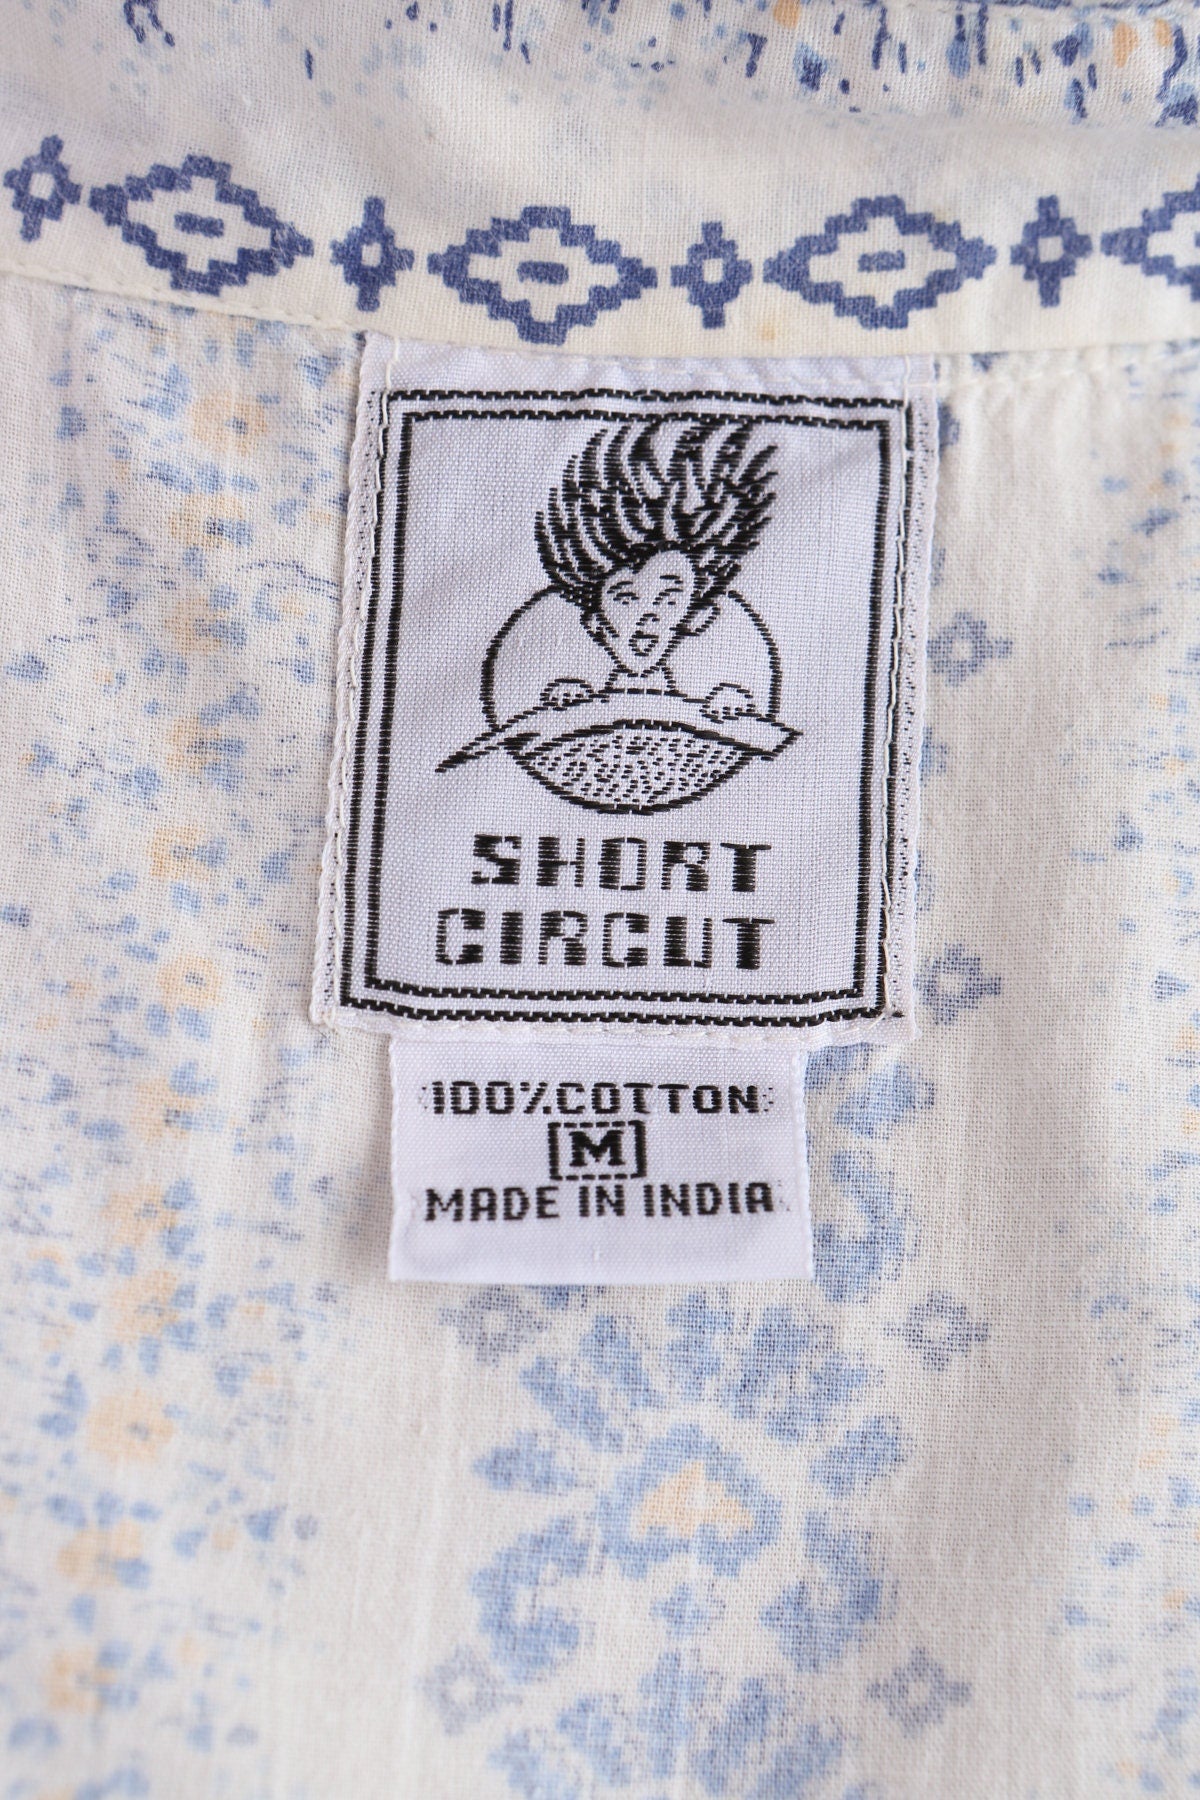 SHORT
CIRCUT
100% COTTON
M
MADE IN INDIA